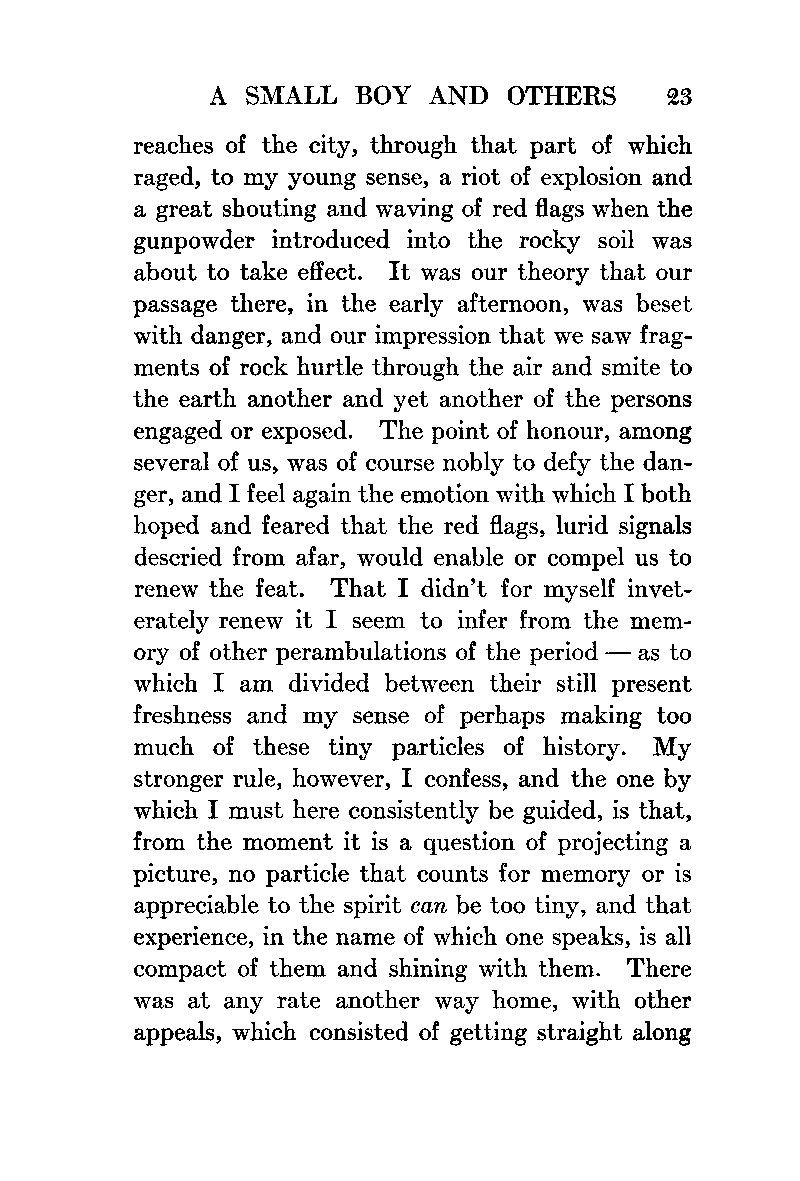 A SMALL BOY AND OTHERS 23
reaches of the city, through that part of which
raged, to my young sense, a riot of explosion and
a great shouting and waving of red flags when the
gunpowder introduced into the rocky soil was
about to take effect. It was our theory that our
passage there, in the early afternoon, was beset
with danger, and our impression that we saw frag-
ments of rock hurtle through the air and smite to
the earth another and yet another of the persons
engaged or exposed. The point of honour, among
several of us, was of course nobly to defy the dan-
ger, and I feel again the emotion with which I both
hoped and feared that the red flags, lurid signals
descried from afar, would enable or compel us to
renew the feat. That I didn't for myself invet-
erately renew it I seem to infer from the mem-
ory of other perambulations of the period — as to
which I am divided between their still present
freshness and my sense of perhaps making too
much of these tiny particles of history. My
stronger rule, however, I confess, and the one by
which I must here consistently be guided, is that,
from the moment it is a question of projecting a
picture, no particle that counts for memory or is
appreciable to the spirit can be too tiny, and that
experience, in the name of which one speaks, is all
compact of them and shining with them. There
was at any rate another way home, with other
appeals, which consisted of getting straight along